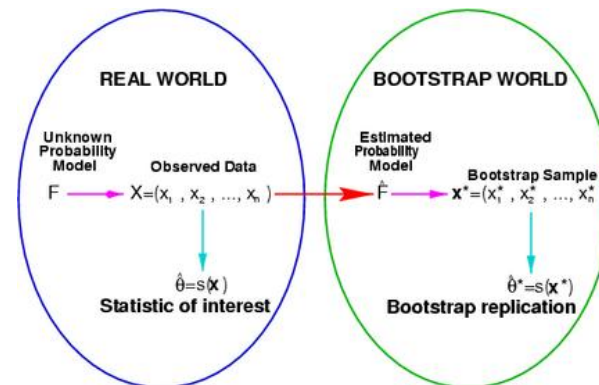 REAL WORLD
Unknown
Probability
Model
Observed Data
F
X=(x₁ , x₂ , ..., xₙ )
θ̂=s(x )
Statistic of interest
BOOTSTRAP WORLD
Estimated
Probability
Model
Bootstrap Sample
F̂
x*=(x₁* , x₂* , ..., xₙ*
θ̂*=s(x*)
Bootstrap replication